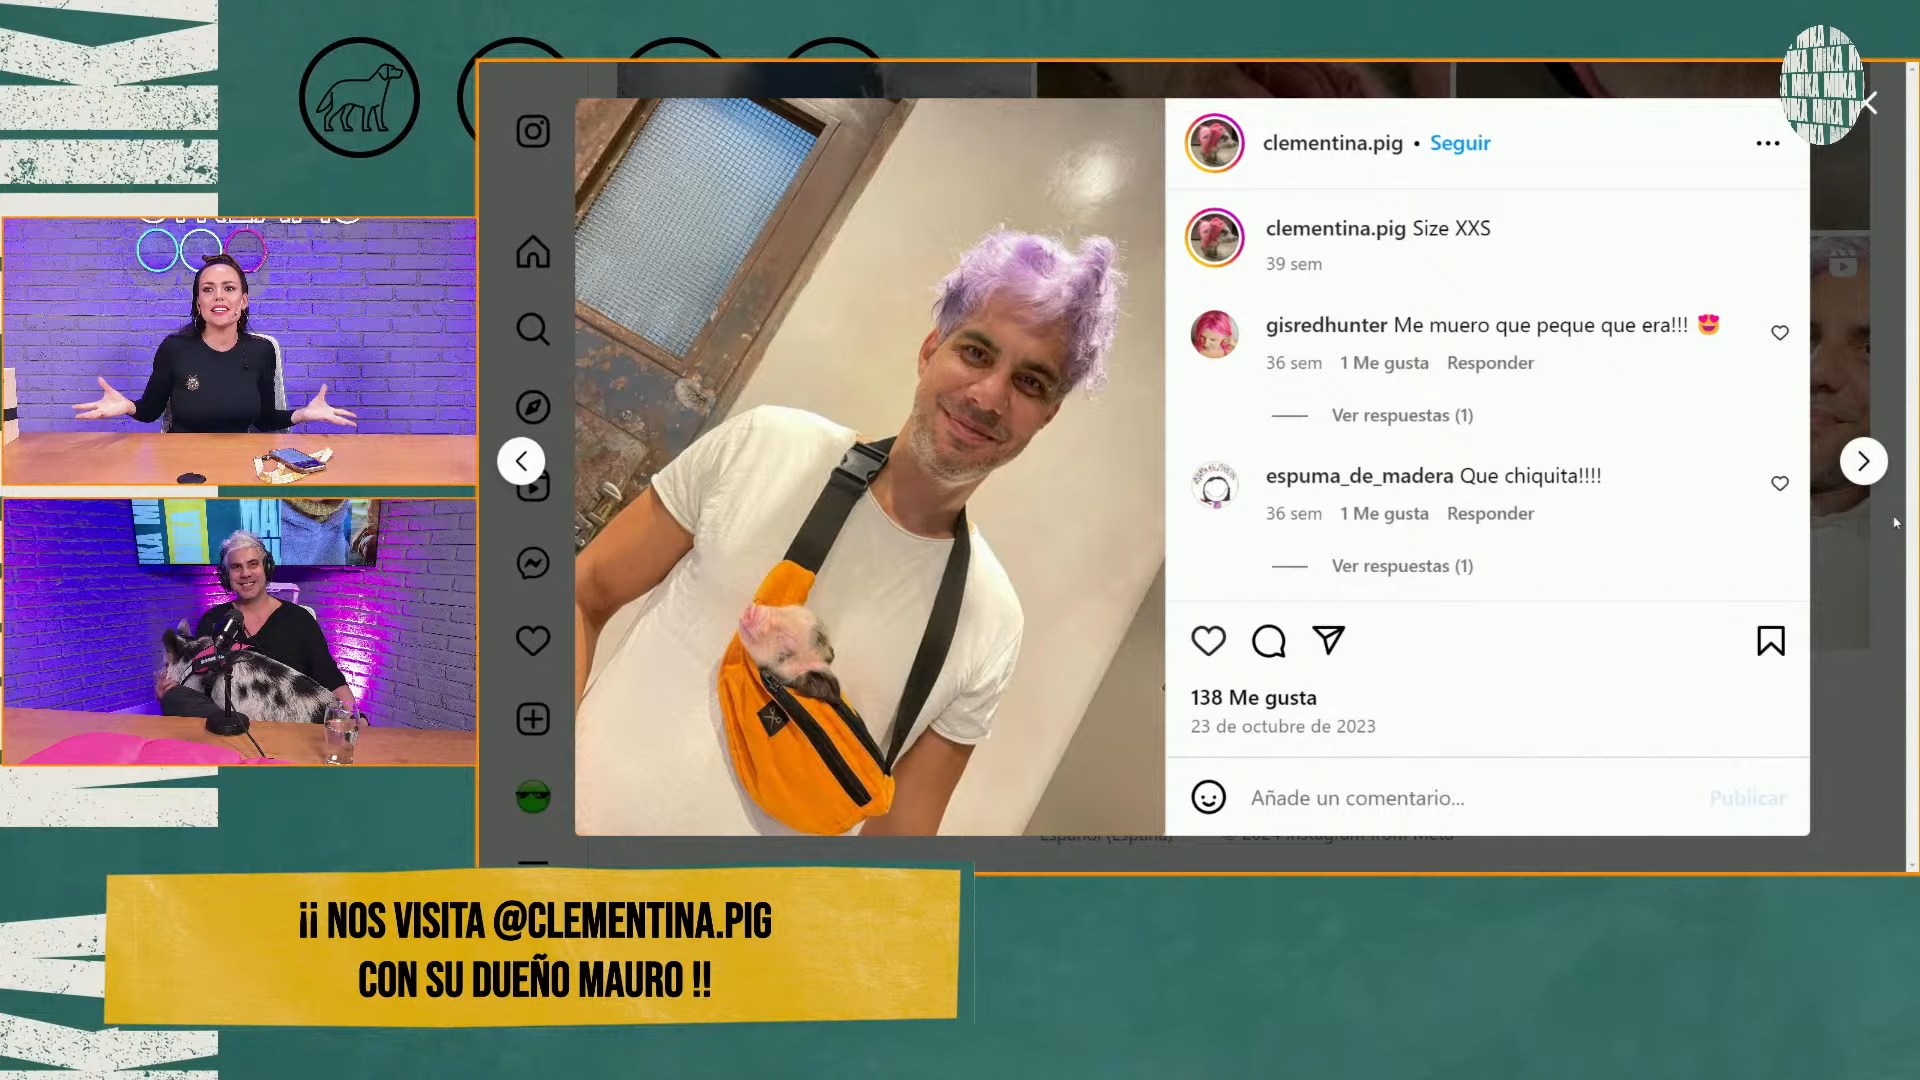 MIKA MIKA
clementina.pig • Seguir
clementina.pig Size XXS
39 sem
gisredhunter Me muero que peque que era!!! 😍
36 sem 1 Me gusta Responder
Ver respuestas (1)
espuma_de_madera Que chiquita!!!!
36 sem 1 Me gusta Responder
Ver respuestas (1)
138 Me gusta
23 de octubre de 2023
Añade un comentario...
Publicar
¡¡ NOS VISITA @CLEMENTINA.PIG
CON SU DUEÑO MAURO !!